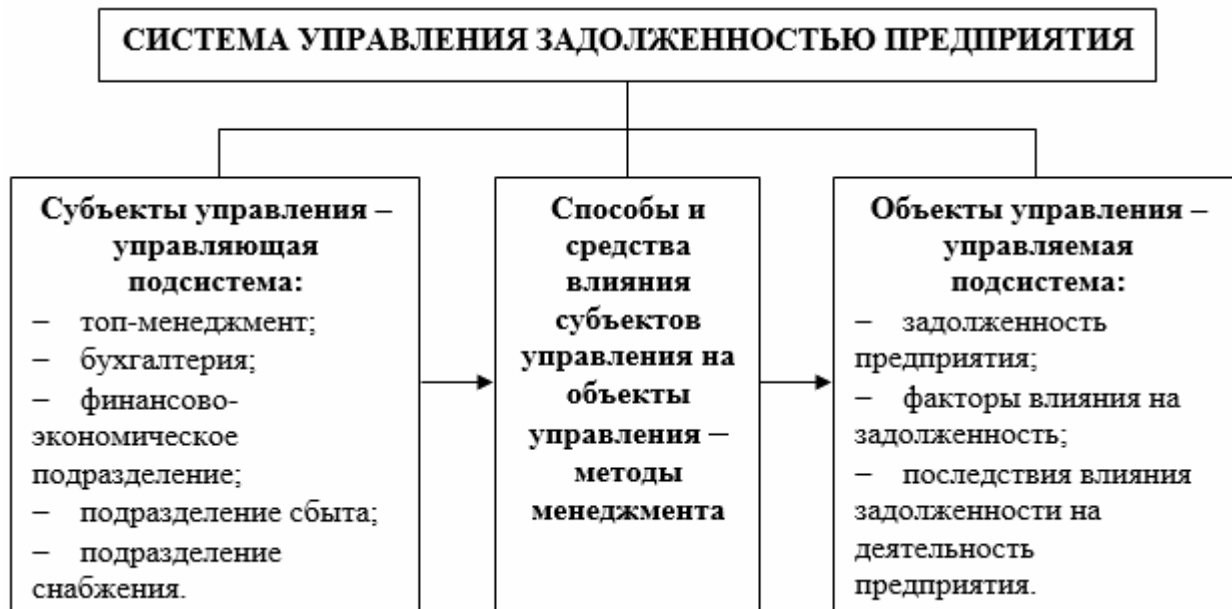 СИСТЕМА УПРАВЛЕНИЯ ЗАДОЛЖЕННОСТЬЮ ПРЕДПРИЯТИЯ
Субъекты управления –
управляющая
подсистема:
– топ-менеджмент;
– бухгалтерия;
– финансово-
экономическое
подразделение;
– подразделение сбыта;
– подразделение
снабжения.
Способы и
средства
влияния
субъектов
управления на
объекты
управления –
методы
менеджмента
Объекты управления –
управляемая
подсистема:
– задолженность
предприятия;
– факторы влияния на
задолженность;
– последствия влияния
задолженности на
деятельность
предприятия.